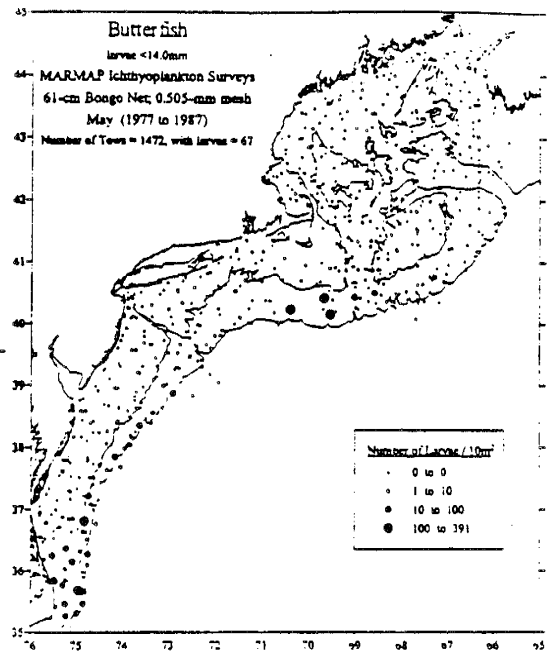 Butterfish
larvae <14.0mm
MARMAP Ichthyoplankton Surveys
61-cm Bongo Net; 0.505-mm mesh
May (1977 to 1987)
Number of Tows = 1472, with larvae = 67
45
44
43
42
41
40
39
38
37
36
35
Number of Larvae / 10m²
0 to 0
1 to 10
10 to 100
100 to 391
76 75 74 73 72 71 70 69 68 67 66 65